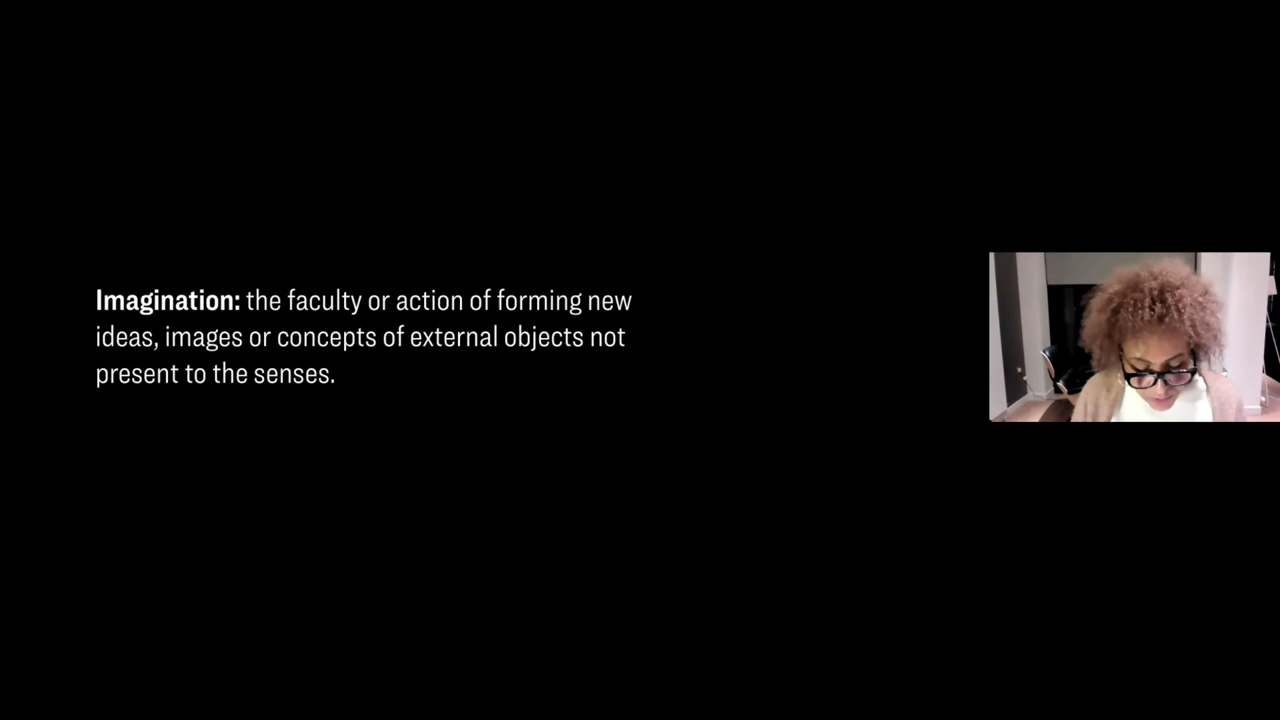 Imagination: the faculty or action of forming new
ideas, images or concepts of external objects not
present to the senses.